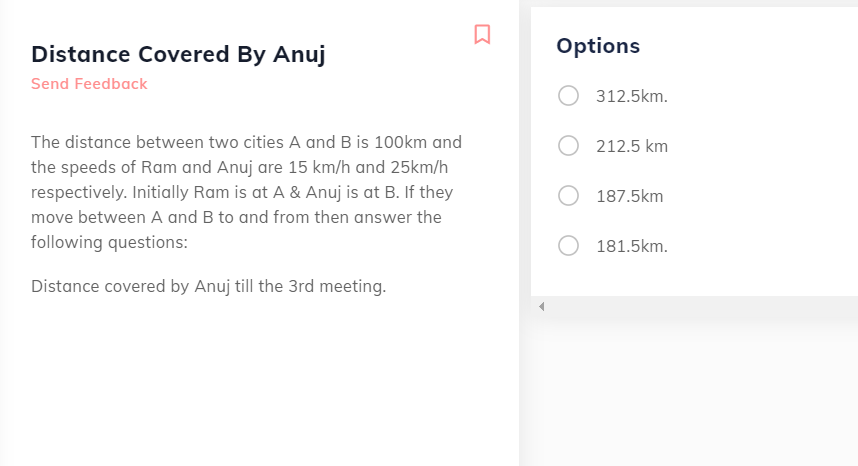 Distance Covered By Anuj
Send Feedback
The distance between two cities A and B is 100km and
the speeds of Ram and Anuj are 15 km/h and 25km/h
respectively. Initially Ram is at A & Anuj is at B. If they
move between A and B to and from then answer the
following questions:
Distance covered by Anuj till the 3rd meeting.
Options
312.5km.
212.5 km
187.5km
181.5km.